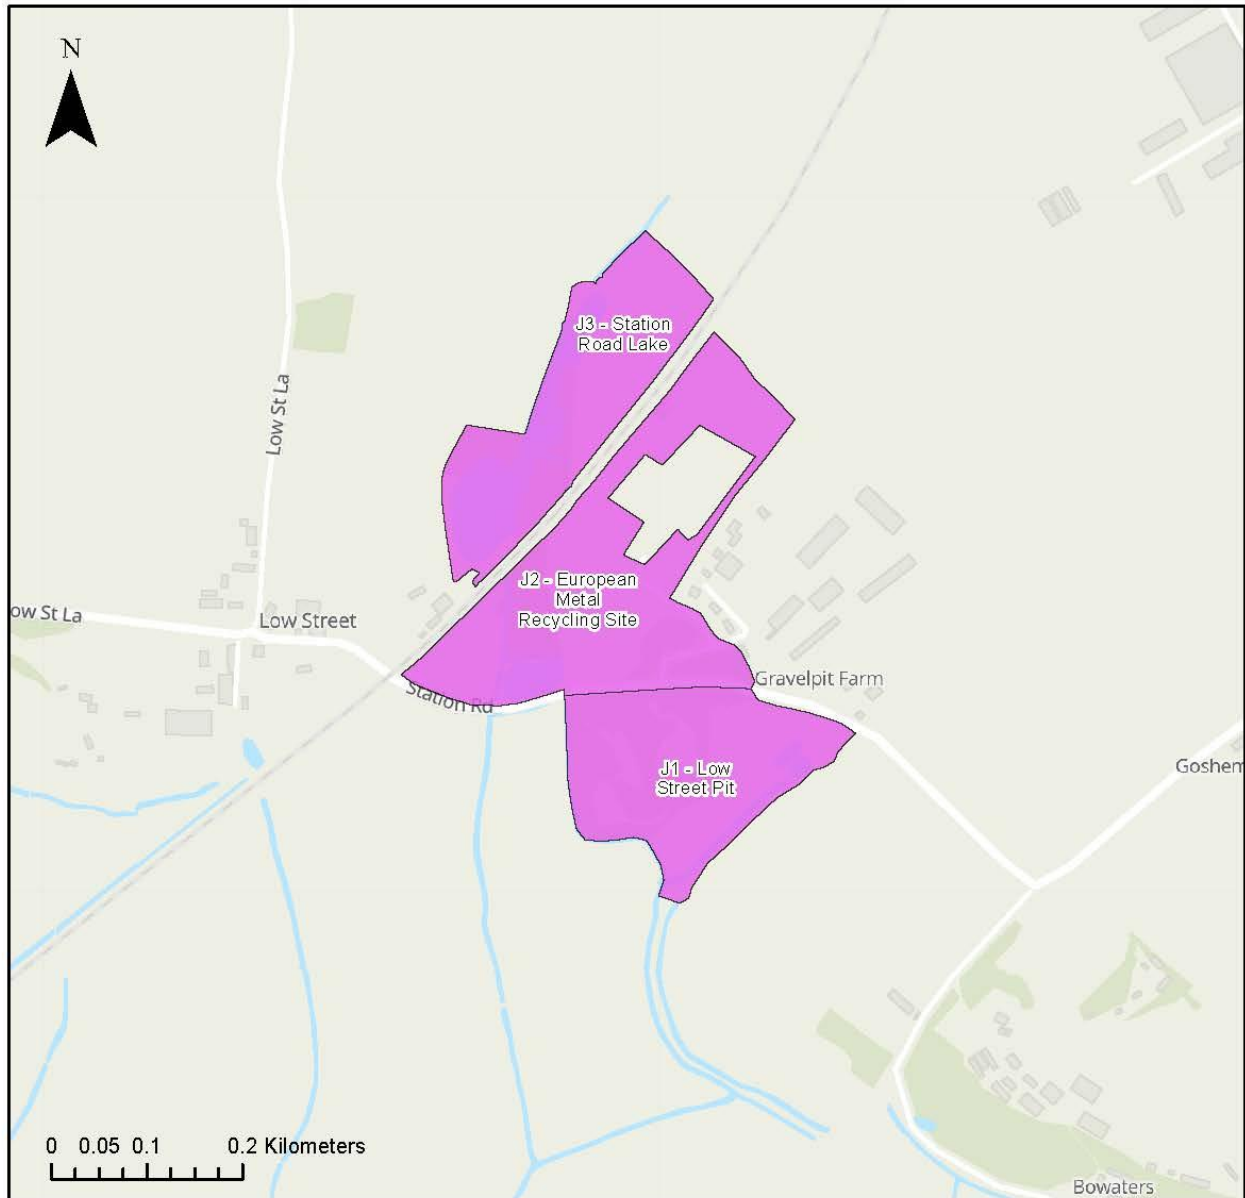 N
J3 - Station
Road Lake
Low St La
J2 - European
Metal
Recycling Site
ow St La
Low Street
Station Rd
Gravelpit Farm
J1 - Low
Street Pit
Goshem
0 0.05 0.1 0.2 Kilometers
Bowaters